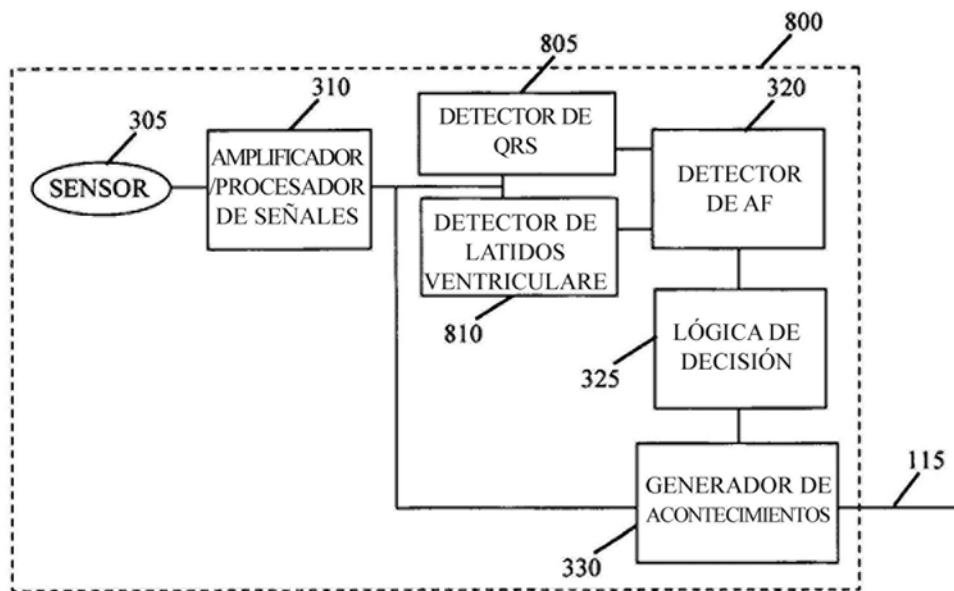 800
805
310
320
305
DETECTOR DE
QRS
AMPLIFICADOR
/PROCESADOR
DE SEÑALES
SENSOR
DETECTOR
DE AF
DETECTOR DE
LATIDOS
VENTRICULARE
810
LÓGICA DE
DECISIÓN
325
115
GENERADOR DE
ACONTECIMIENTOS
330